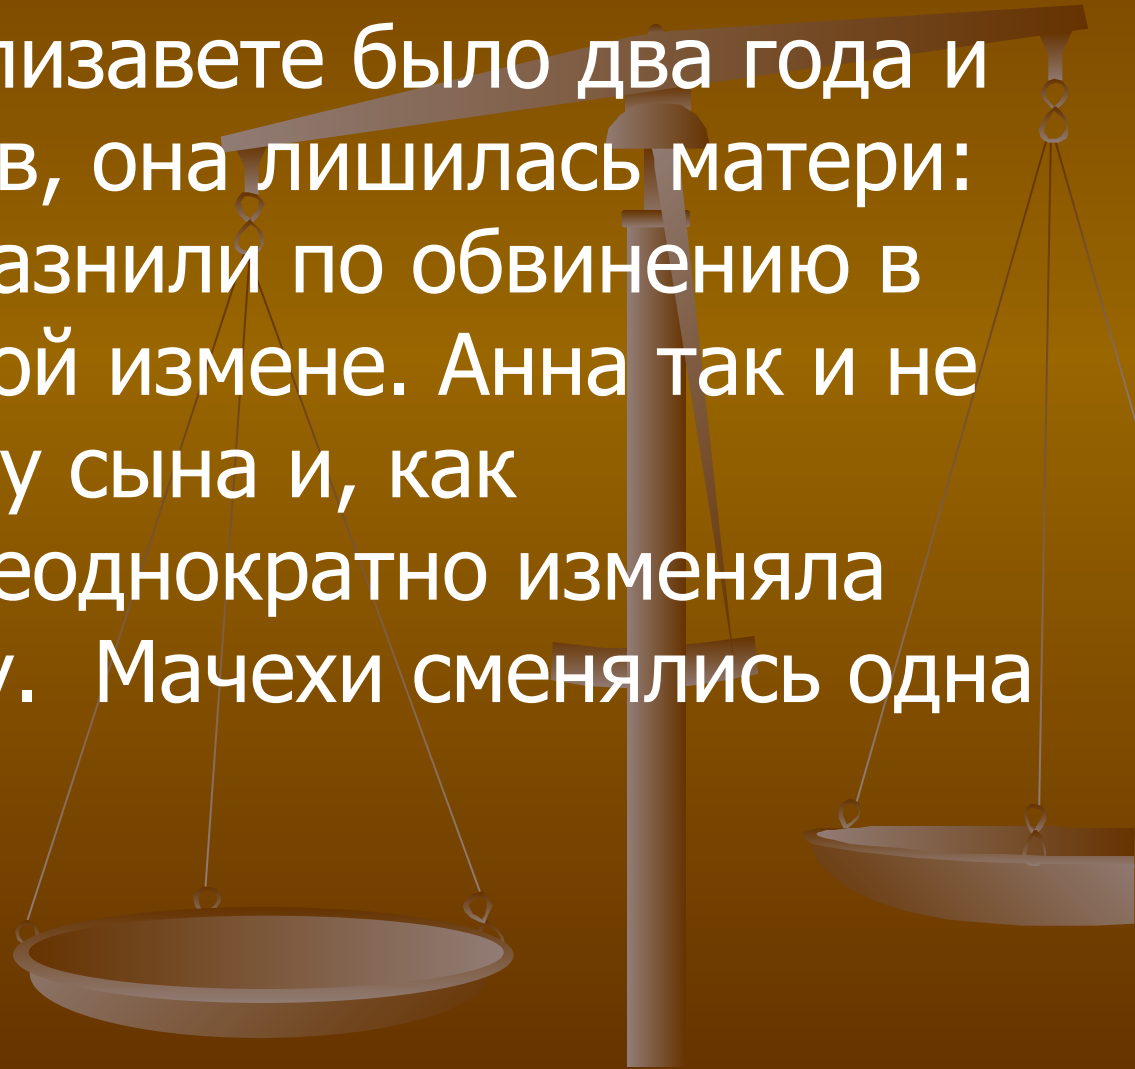 лизавете было два года и
в, она лишилась матери:
азнили по обвинению в
ой измене. Анна так и не
у сына и, как
еоднократно изменяла
у. Мачехи сменялись одна